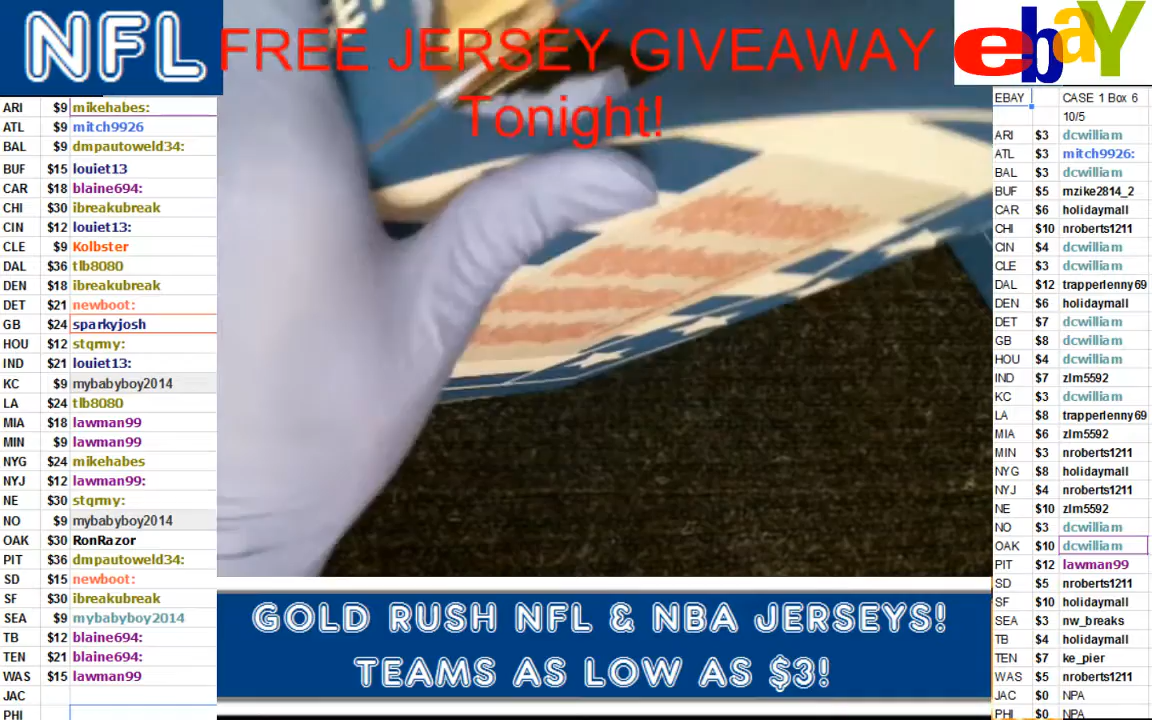 NFL
FREE JERSEY GIVEAWAY
Tonight!
ebaY
ARI $9 mikehabes:
ATL $9 mitch9926
BAL $9 dmpautoweld34:
BUF $15 louiet13
CAR $18 blaine694:
CHI $30 ibreakubreak
CIN $12 louiet13:
CLE $9 Kolbster
DAL $36 tlb8080
DEN $18 ibreakubreak
DET $21 newboot:
GB $24 sparkyjosh
HOU $12 stqrmy:
IND $21 louiet13:
KC $9 mybabyboy2014
LA $24 tlb8080
MIA $18 lawman99
MIN $9 lawman99
NYG $24 mikehabes
NYJ $12 lawman99:
NE $30 stqrmy:
NO $9 mybabyboy2014
OAK $30 RonRazor
PIT $36 dmpautoweld34:
SD $15 newboot:
SF $30 ibreakubreak
SEA $9 mybabyboy2014
TB $12 blaine694:
TEN $21 blaine694:
WAS $15 lawman99
JAC
PHI
EBAY CASE 1 Box 6
10/5
ARI $3 dcwilliam
ATL $3 mitch9926:
BAL $3 dcwilliam
BUF $5 mzike2814_2
CAR $6 holidaymall
CHI $10 nroberts1211
CIN $4 dcwilliam
CLE $3 dcwilliam
DAL $12 trapperlenny69
DEN $6 holidaymall
DET $7 dcwilliam
GB $8 dcwilliam
HOU $4 dcwilliam
IND $7 zlm5592
KC $3 dcwilliam
LA $8 trapperlenny69
MIA $6 zlm5592
MIN $3 nroberts1211
NYG $8 holidaymall
NYJ $4 nroberts1211
NE $10 zlm5592
NO $3 dcwilliam
OAK $10 dcwilliam
PIT $12 lawman99
SD $5 nroberts1211
SF $10 holidaymall
SEA $3 nw_breaks
TB $4 holidaymall
TEN $7 ke_pier
WAS $5 nroberts1211
JAC $0 NPA
PHI $0 NPA
GOLD RUSH NFL & NBA JERSEYS!
TEAMS AS LOW AS $3!